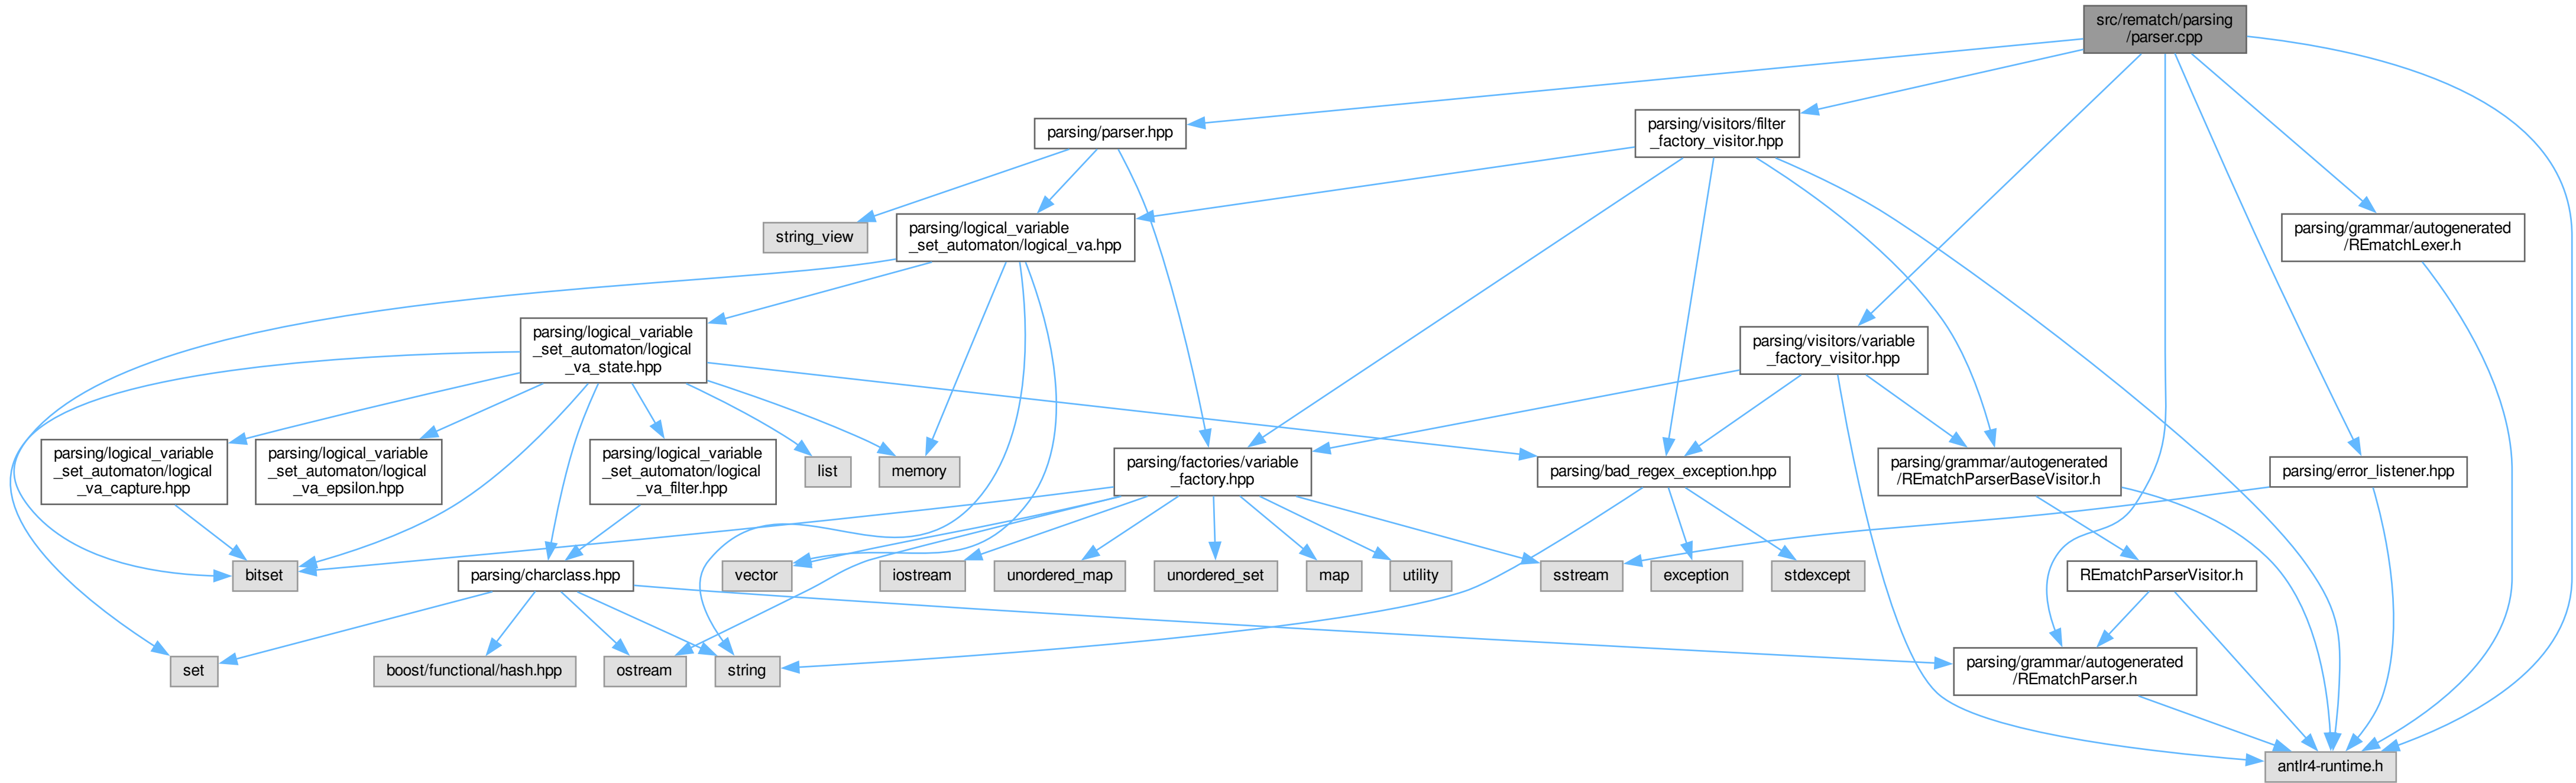 src/rematch/parsing
/parser.cpp
parsing/parser.hpp
parsing/visitors/filter
_factory_visitor.hpp
string_view
parsing/logical_variable
_set_automaton/logical_va.hpp
parsing/grammar/autogenerated
/REmatchLexer.h
parsing/logical_variable
_set_automaton/logical
_va_state.hpp
parsing/visitors/variable
_factory_visitor.hpp
parsing/logical_variable
_set_automaton/logical
_va_capture.hpp
parsing/logical_variable
_set_automaton/logical
_va_epsilon.hpp
parsing/logical_variable
_set_automaton/logical
_va_filter.hpp
list
memory
parsing/factories/variable
_factory.hpp
parsing/bad_regex_exception.hpp
parsing/grammar/autogenerated
/REmatchParserBaseVisitor.h
parsing/error_listener.hpp
bitset
parsing/charclass.hpp
vector
iostream
unordered_map
unordered_set
map
utility
sstream
exception
stdexcept
REmatchParserVisitor.h
set
boost/functional/hash.hpp
ostream
string
parsing/grammar/autogenerated
/REmatchParser.h
antlr4-runtime.h